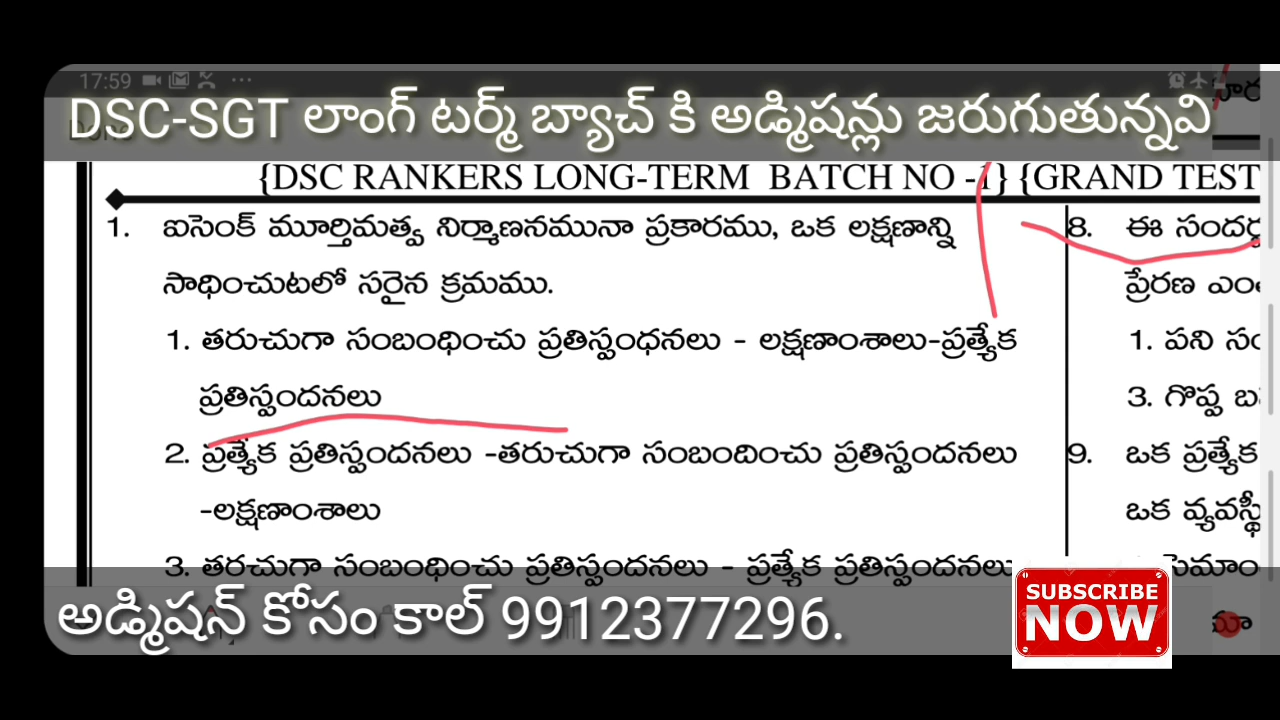 17:59
DSC-SGT లాంగ్ టర్మ్ బ్యాచ్ కి అడ్మిషన్లు జరుగుతున్నవి
{DSC RANKERS LONG-TERM BATCH NO -1} {GRAND TEST
1. ఐసెంక్ మూర్తిమత్వ నిర్మాణనమునా ప్రకారము, ఒక లక్షణాన్ని
సాధించుటలో సరైన క్రమము.
1. తరుచుగా సంబంధించు ప్రతిస్పంధనలు - లక్షణాంశాలు-ప్రత్యేక
ప్రతిస్పందనలు
2. ప్రత్యేక ప్రతిస్పందనలు -తరుచుగా సంబందించు ప్రతిస్పందనలు
-లక్షణాంశాలు
3. తరచుగా సంబంధించు ప్రతిస్పందనలు - ప్రత్యేక ప్రతిస్పందనలు
8. ఈ
ప్రేరణ
1. పని
3. గొప్ప
9. ఒక ప్రత్యేక
ఒక
అడ్మిషన్ కోసం కాల్ 9912377296.
SUBSCRIBE
NOW